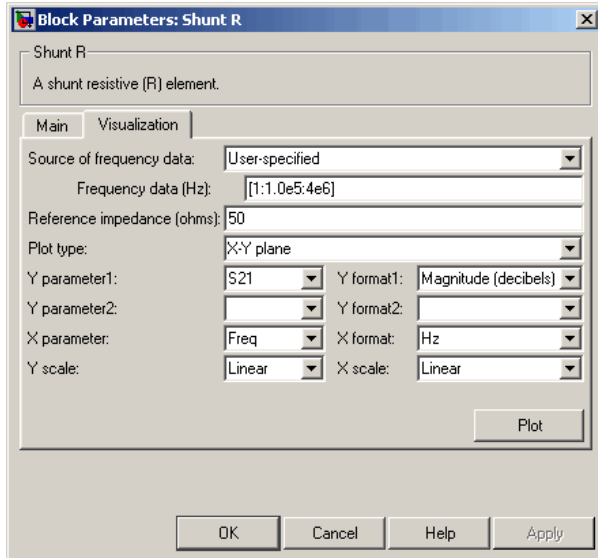 Block Parameters: Shunt R
Shunt R
A shunt resistive (R) element.
Main Visualization
Source of frequency data: User-specified
Frequency data (Hz): [1:1.0e5:4e6]
Reference impedance (ohms): 50
Plot type: X-Y plane
Y parameter1: S21 Y format1: Magnitude (decibels)
Y parameter2: Y format2:
X parameter: Freq X format: Hz
Y scale: Linear X scale: Linear
Plot
OK Cancel Help Apply